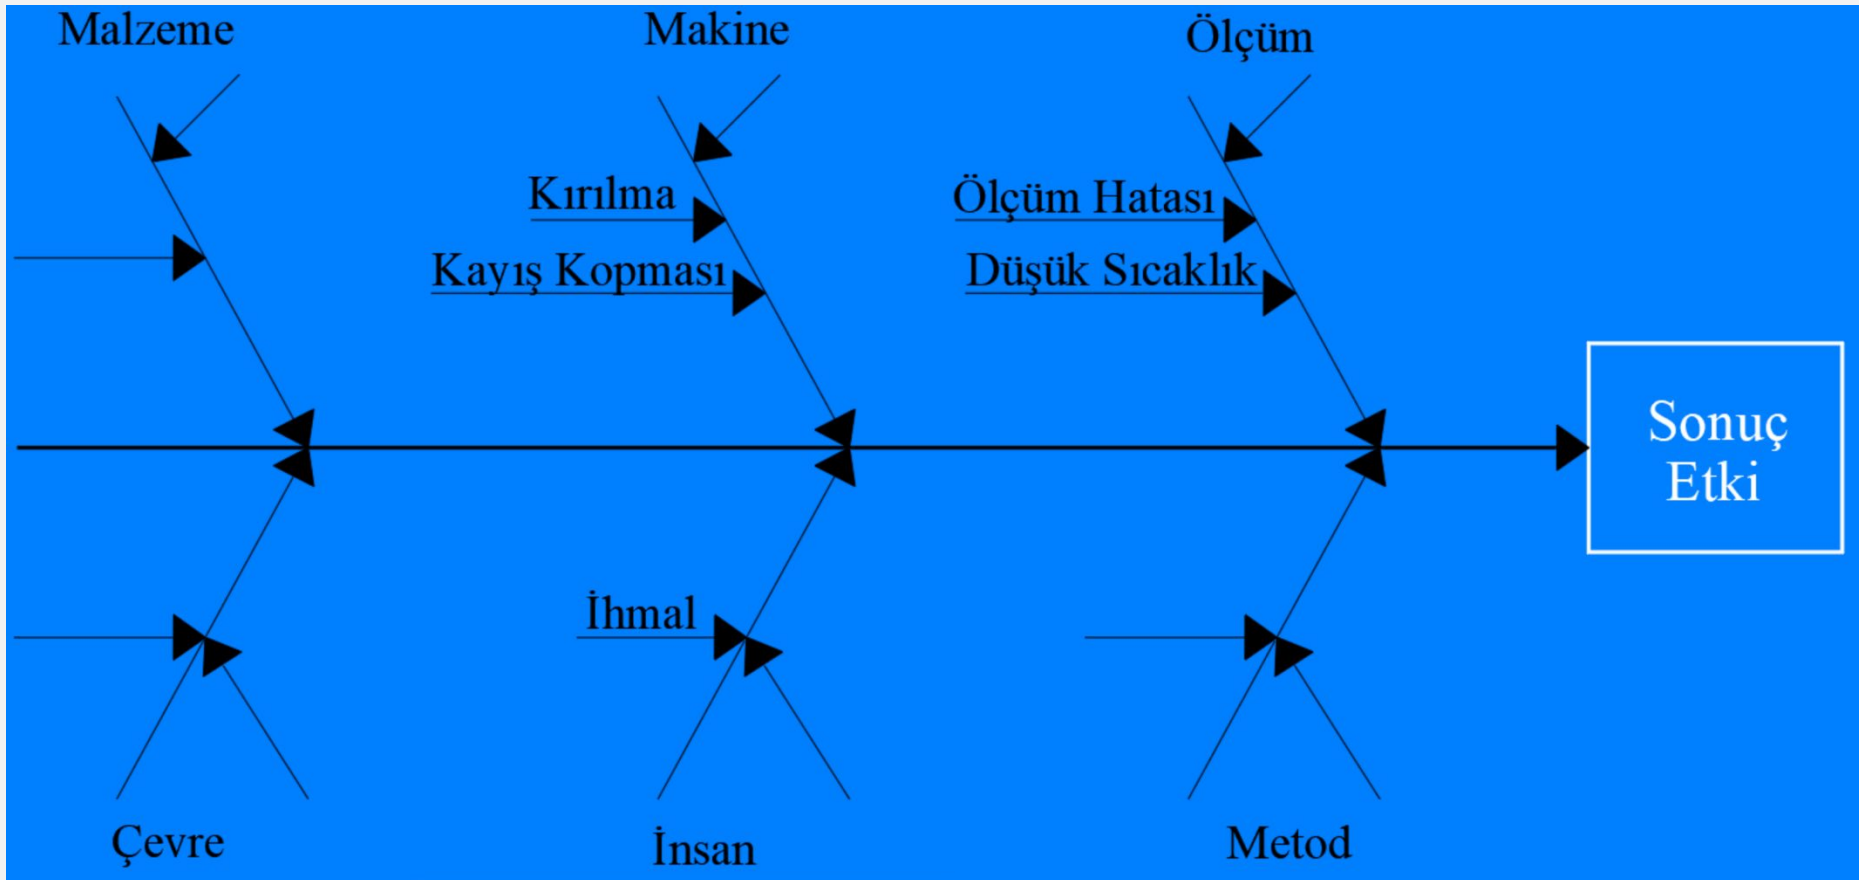 Malzeme
Makine
Ölçüm
Kırılma
Ölçüm Hatası
Kayış Kopması
Düşük Sıcaklık
Sonuç
Etki
İhmal
Çevre
İnsan
Metod